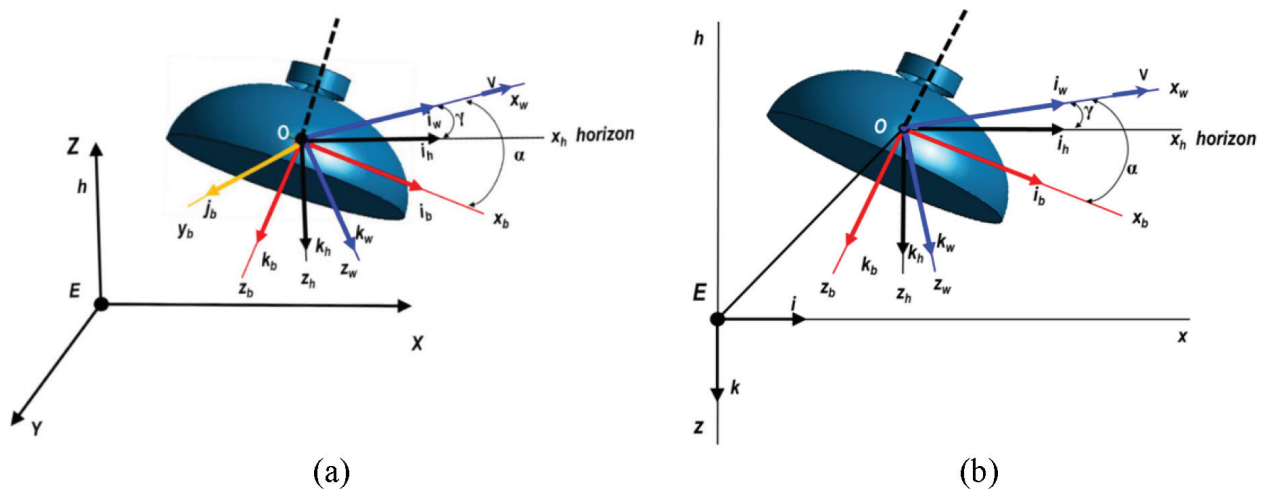 V
x_w
i_w
γ
O
i_h
x_h horizon
α
i_b
x_b
j_b
y_b
k_b
z_b
k_h
z_h
k_w
z_w
Z
h
E
X
Y
(a)
h
V
i_w
x_w
γ
O
i_h
x_h horizon
α
i_b
x_b
k_b
z_b
k_h
z_h
k_w
z_w
E
i
x
k
z
(b)